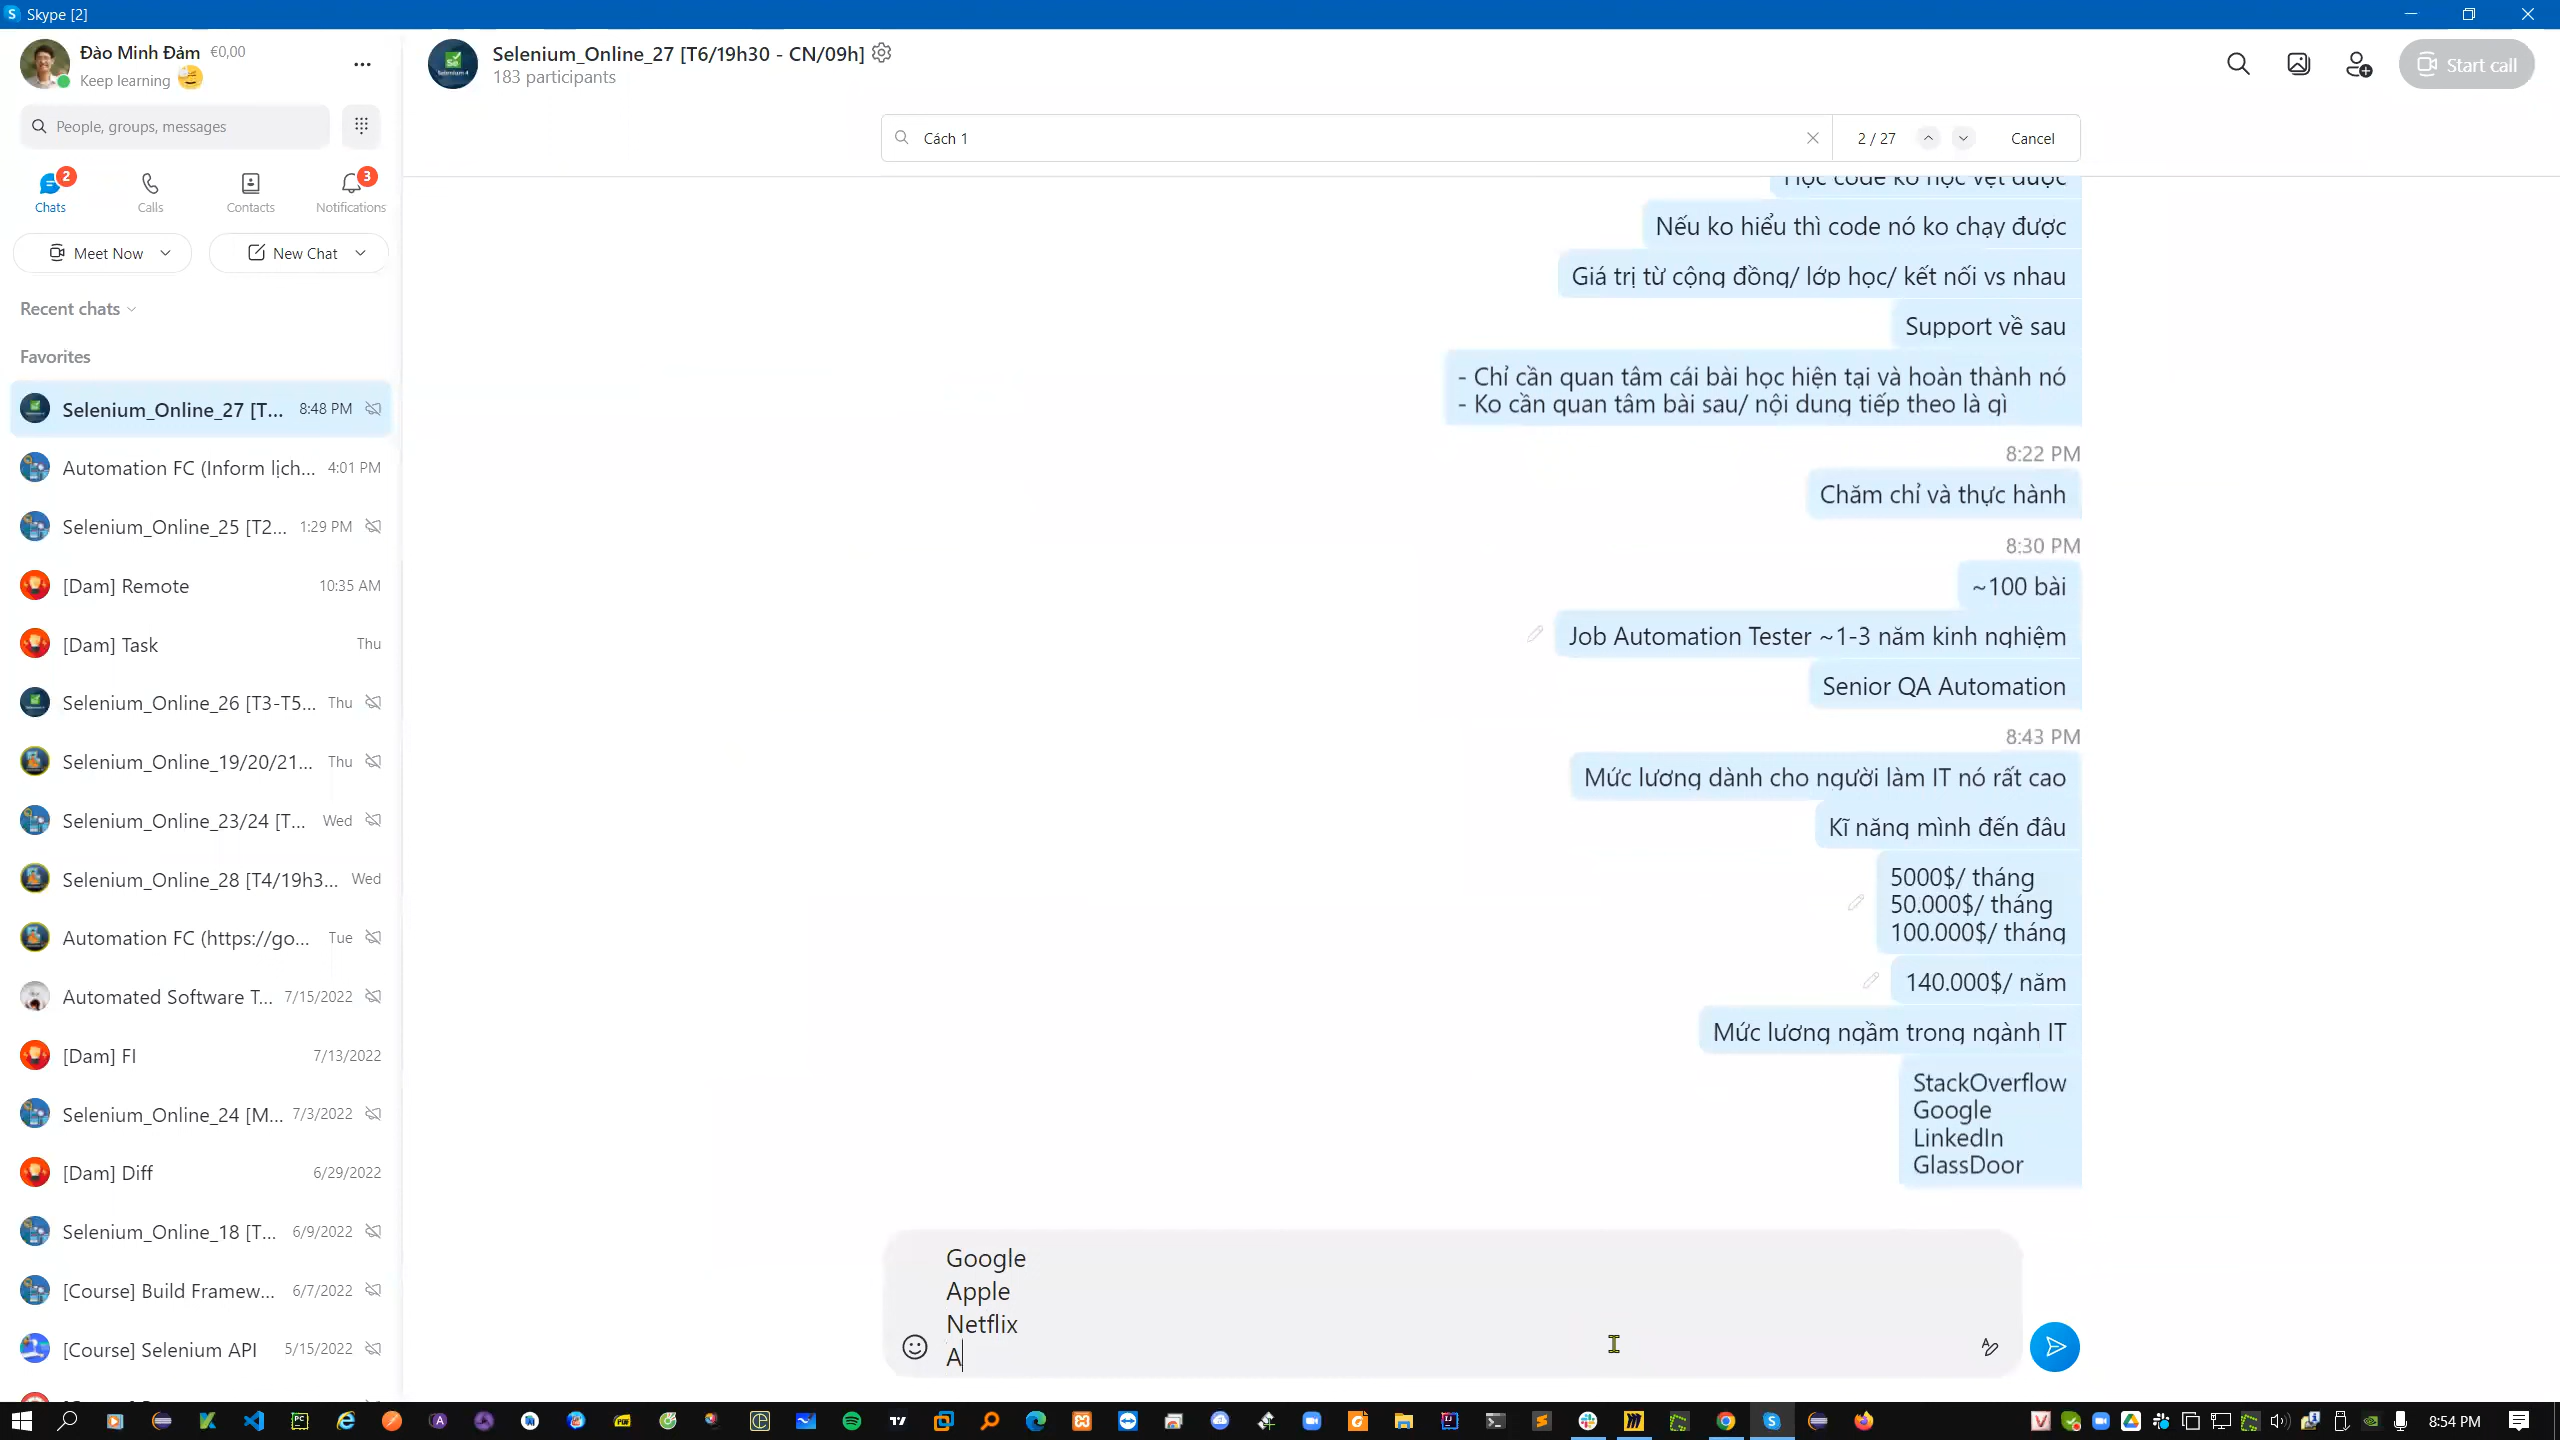 Skype [2]
Đào Minh Đảm €0,00
Keep learning
People, groups, messages
2
3
Chats
Calls
Contacts
Notifications
Meet Now
New Chat
Recent chats
Favorites
Selenium_Online_27 [T... 8:48 PM
Automation FC (Inform lịch... 4:01 PM
Selenium_Online_25 [T2... 1:29 PM
[Dam] Remote 10:35 AM
[Dam] Task Thu
Selenium_Online_26 [T3-T5... Thu
Selenium_Online_19/20/21... Thu
Selenium_Online_23/24 [T... Wed
Selenium_Online_28 [T4/19h3... Wed
Automation FC (https://go... Tue
Automated Software T... 7/15/2022
[Dam] FI 7/13/2022
Selenium_Online_24 [M... 7/3/2022
[Dam] Diff 6/29/2022
Selenium_Online_18 [T... 6/9/2022
[Course] Build Framew... 6/7/2022
[Course] Selenium API 5/15/2022
Selenium_Online_27 [T6/19h30 - CN/09h]
183 participants
Start call
Cách 1
2 / 27
Cancel
Học code ko học vẹt được
Nếu ko hiểu thì code nó ko chạy được
Giá trị từ cộng đồng/ lớp học/ kết nối vs nhau
Support về sau
- Chỉ cần quan tâm cái bài học hiện tại và hoàn thành nó
- Ko cần quan tâm bài sau/ nội dung tiếp theo là gì
8:22 PM
Chăm chỉ và thực hành
8:30 PM
~100 bài
Job Automation Tester ~1-3 năm kinh nghiệm
Senior QA Automation
8:43 PM
Mức lương dành cho người làm IT nó rất cao
Kĩ năng mình đến đâu
5000$/ tháng
50.000$/ tháng
100.000$/ tháng
140.000$/ năm
Mức lương ngầm trong ngành IT
StackOverflow
Google
LinkedIn
GlassDoor
Google
Apple
Netflix
A
8:54 PM